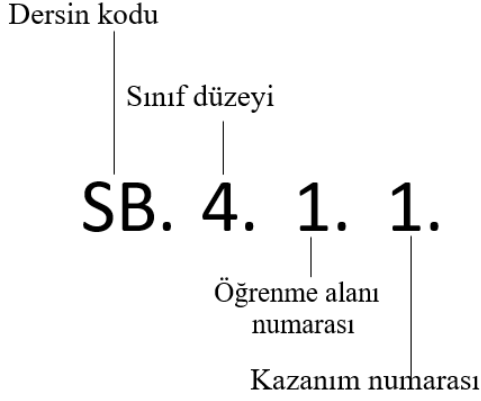 Dersin kodu
Sınıf düzeyi
SB. 4. 1. 1.
Öğrenme alanı
numarası
Kazanım numarası